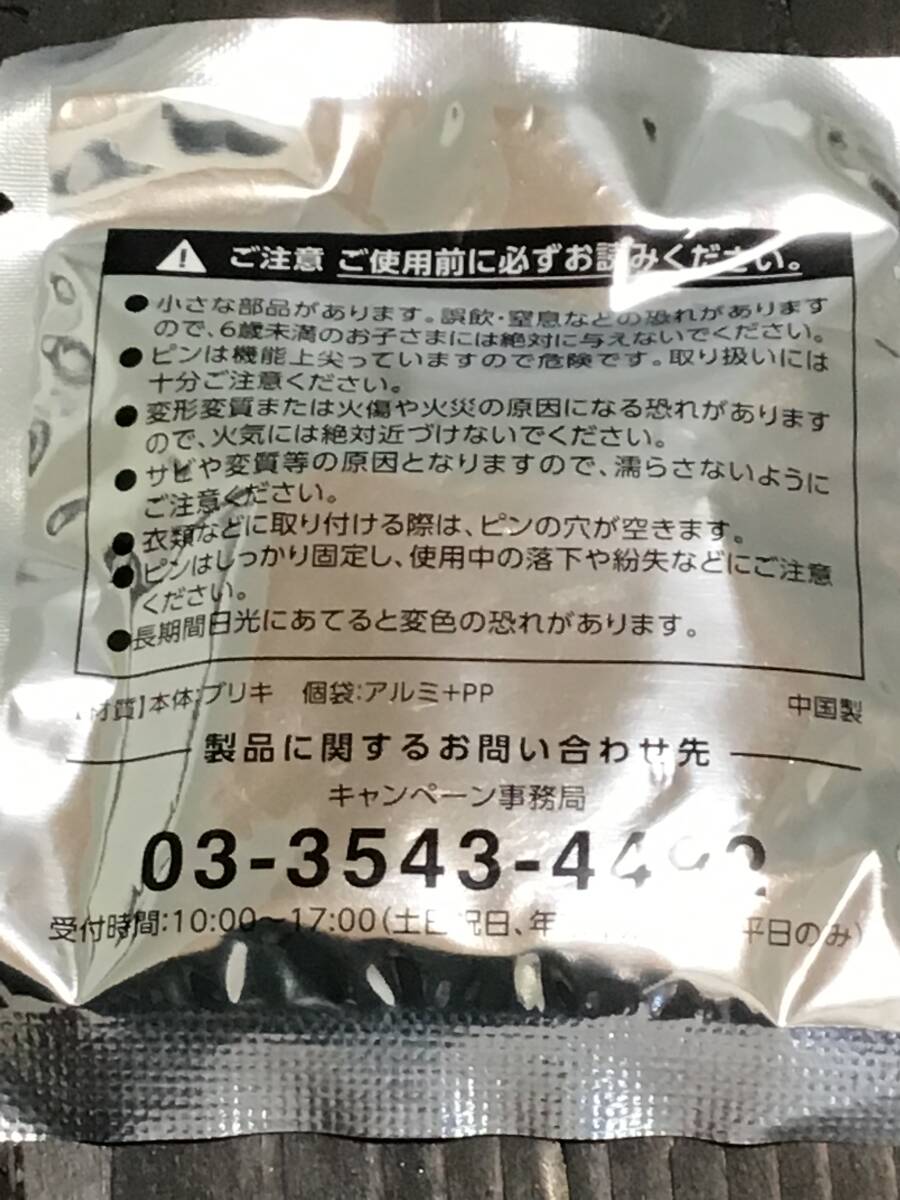 ご注意 ご使用前に必ずお読みください。
●小さな部品があります。誤飲・窒息などの恐れがあります
ので、6歳未満のお子さまには絶対に与えないでください。
●ピンは機能上尖っていますので危険です。取り扱いには
十分ご注意ください。
●変形変質または火傷や火災の原因になる恐れがあります
ので、火気には絶対近づけないでください。
●サビや変質等の原因となりますので、濡らさないように
ご注意ください。
●衣類などに取り付ける際は、ピンの穴が空きます。
●ピンはしっかり固定し、使用中の落下や紛失などにご注意
ください。
●長期間日光にあてると変色の恐れがあります。
材質】本体:ブリキ 個袋:アルミ+PP 中国製
製品に関するお問い合わせ先
キャンペーン事務局
03-3543-
受付時間:10:00～17:00(土日祝日、年 平日のみ)